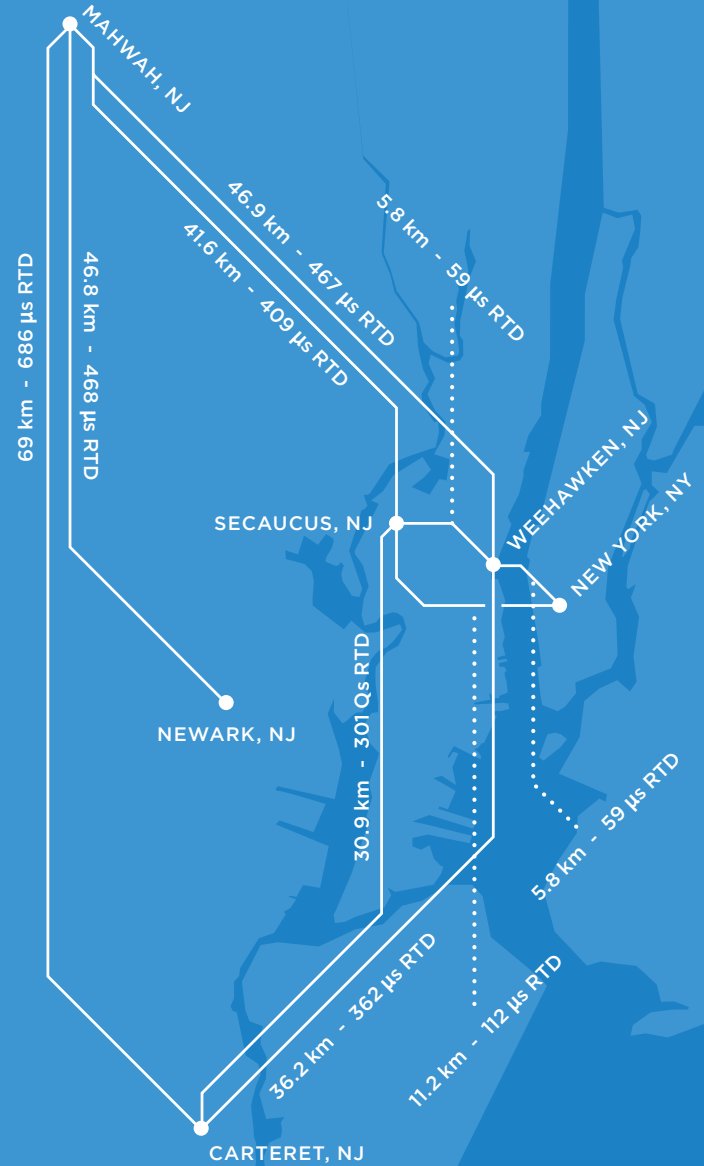 MAHWAH, NJ
46.9 km - 467 µs RTD
41.6 km - 409 µs RTD
5.8 km - 59 µs RTD
69 km - 686 µs RTD
46.8 km - 468 µs RTD
SECAUCUS, NJ
WEEHAWKEN, NJ
NEW YORK, NY
NEWARK, NJ
30.9 km - 301 Qs RTD
5.8 km - 59 µs RTD
36.2 km - 362 µs RTD
11.2 km - 112 µs RTD
CARTERET, NJ